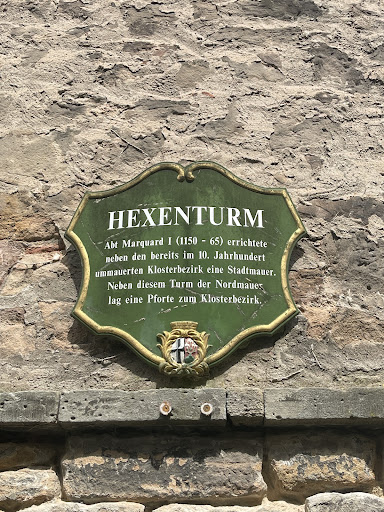 HEXENTURM
Abt Marquard I (1150 - 65) errichtete
neben den bereits im 10. Jahrhundert
ummauerten Klosterbezirk eine Stadtmauer.
Neben diesem Turm der Nordmauer
lag eine Pforte zum Klosterbezirk.